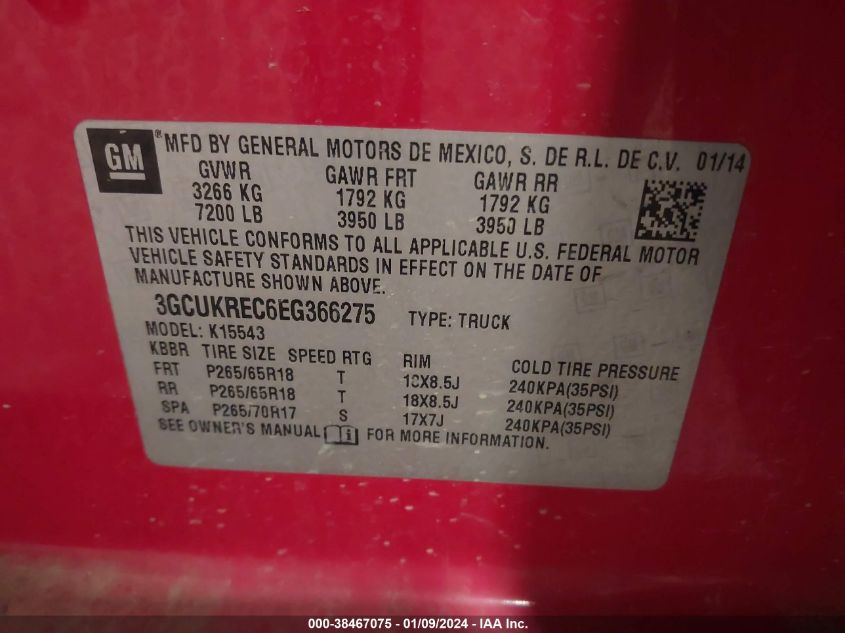 GM ® MFD BY GENERAL MOTORS DE MEXICO, S. DE R.L. DE C.V. 01/14
GVWR GAWR FRT GAWR RR
3266 KG 1792 KG 1792 KG
7200 LB 3950 LB 3950 LB
THIS VEHICLE CONFORMS TO ALL APPLICABLE U.S. FEDERAL MOTOR
VEHICLE SAFETY STANDARDS IN EFFECT ON THE DATE OF
MANUFACTURE SHOWN ABOVE.
3GCUKREC6EG366275 TYPE: TRUCK
MODEL: K15543
KBBR TIRE SIZE SPEED RTG RIM COLD TIRE PRESSURE
FRT P265/65R18 T 18X8.5J 240KPA(35PSI)
RR P265/65R18 T 18X8.5J 240KPA(35PSI)
SPA P265/70R17 S 17X7J 240KPA(35PSI)
SEE OWNER'S MANUAL FOR MORE INFORMATION.
000-38467075 - 01/09/2024 - IAA Inc.